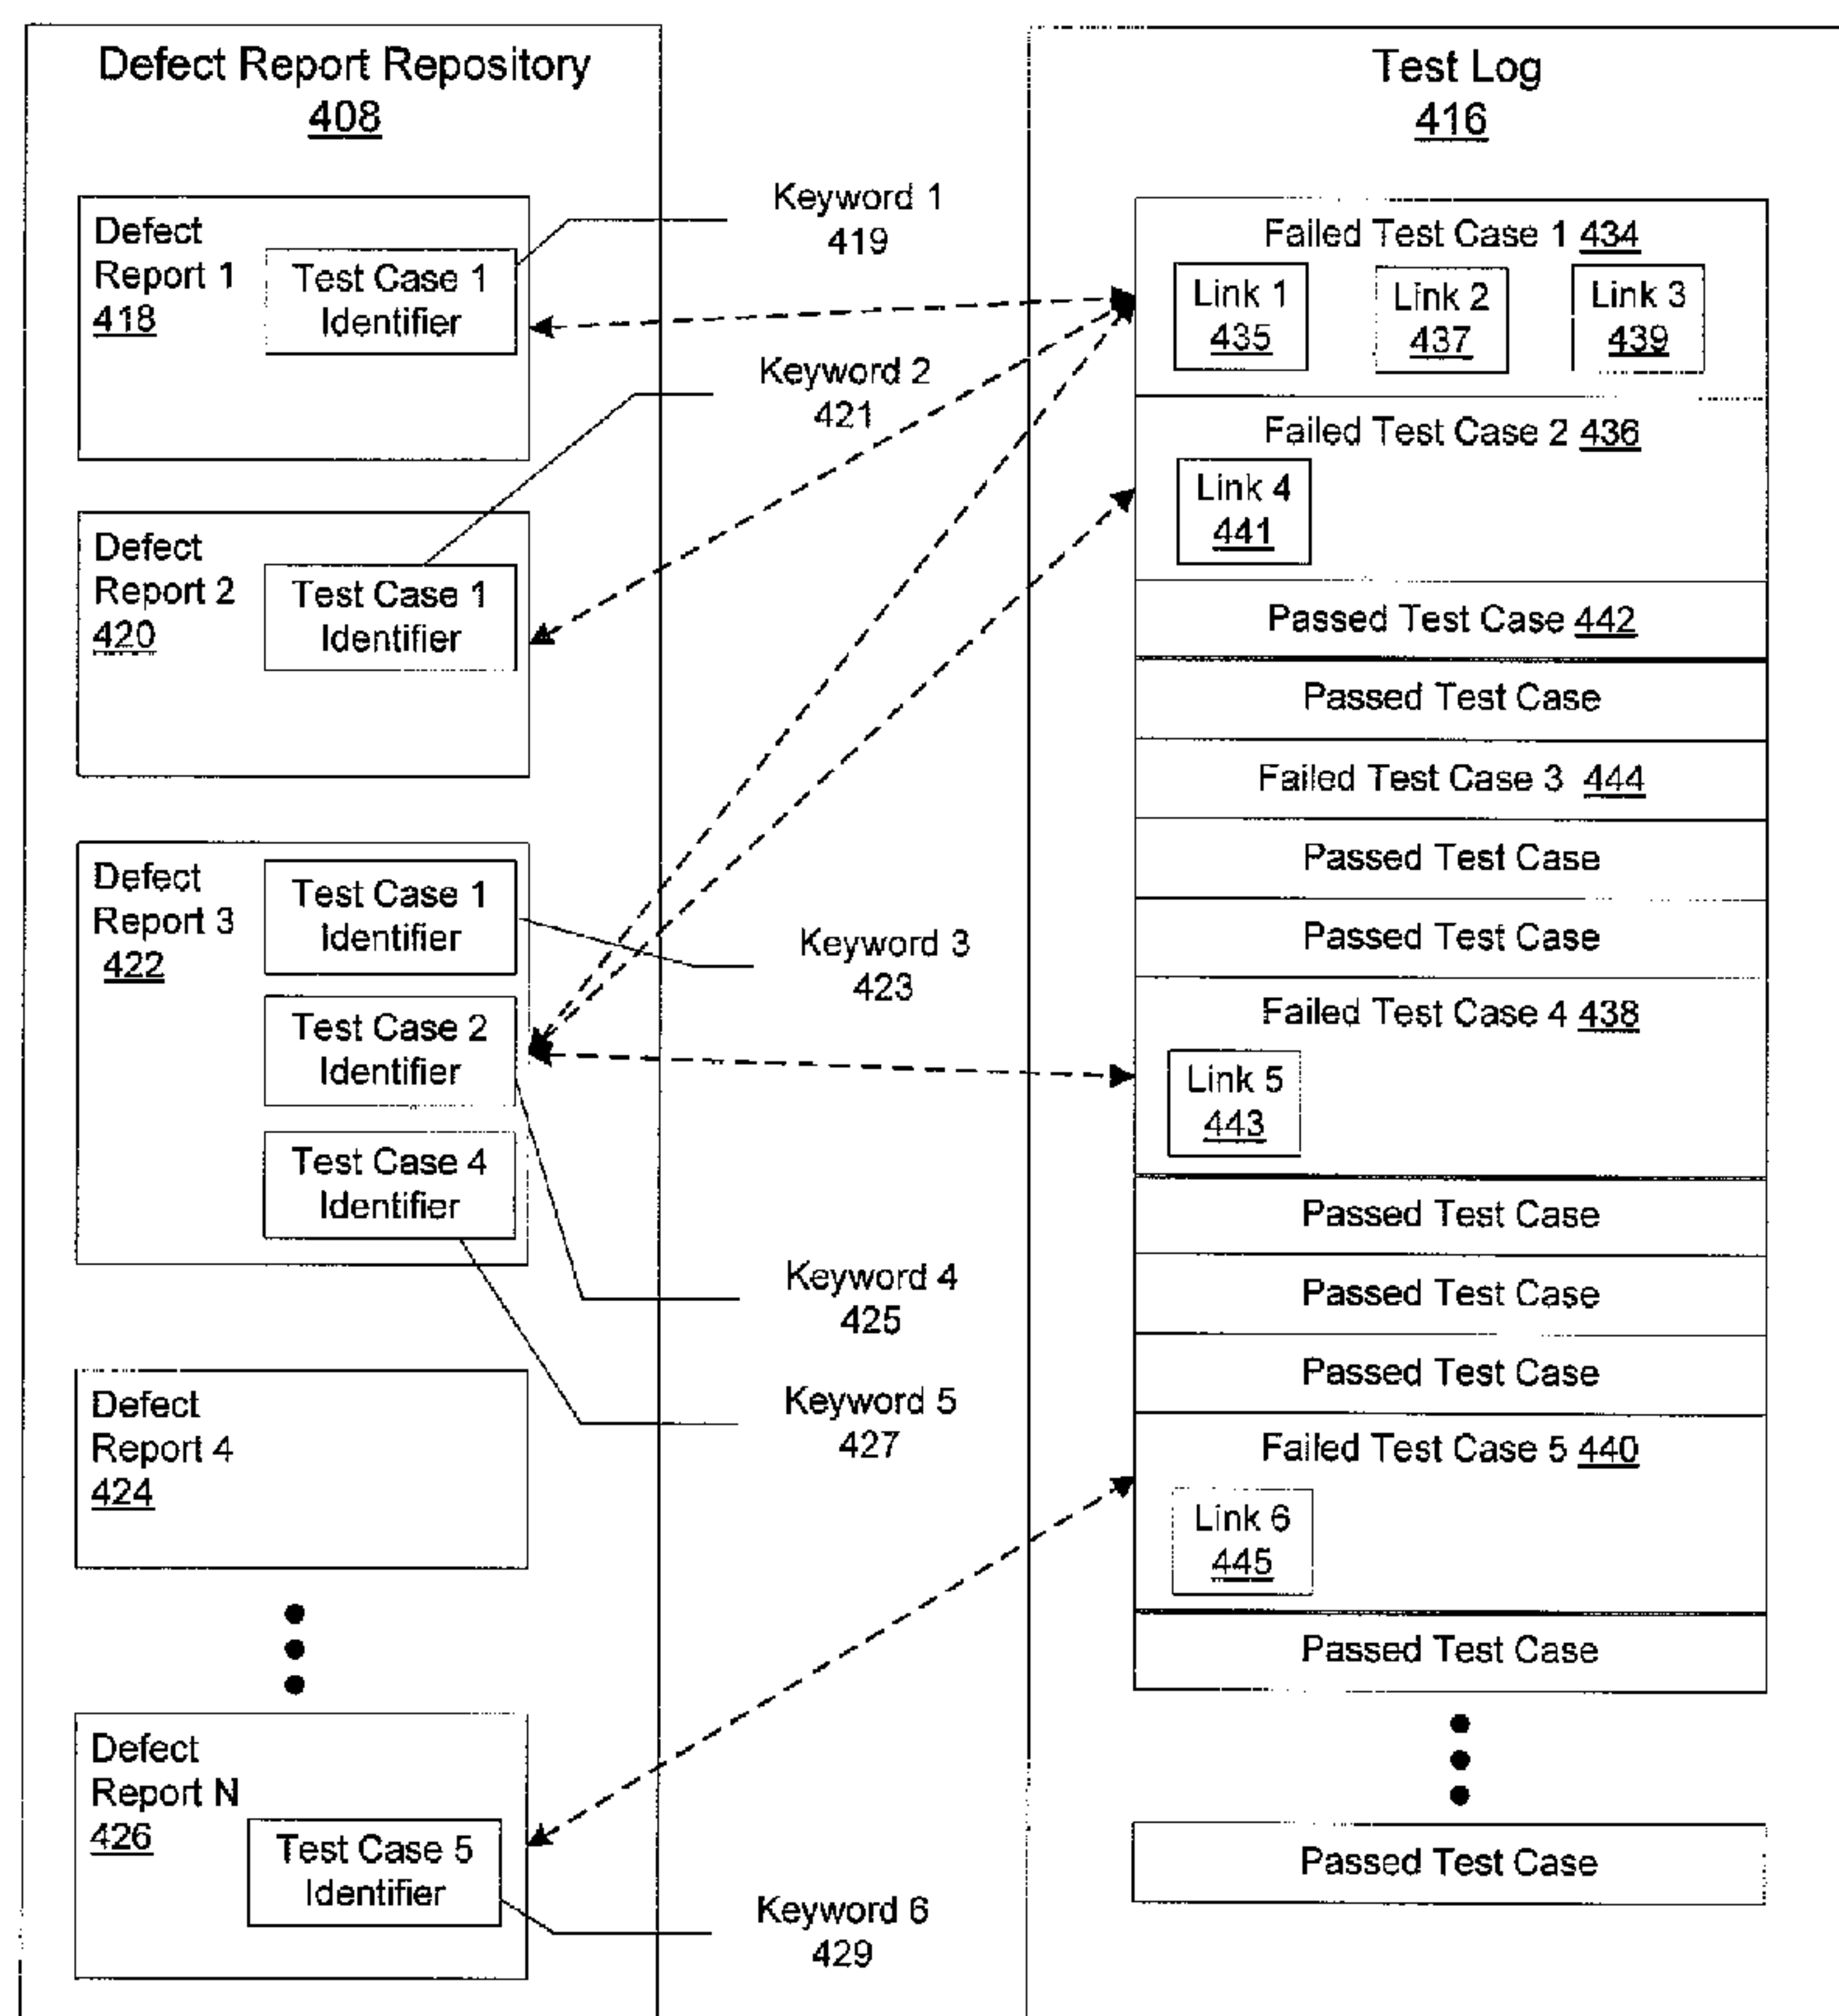 Defect Report Repository
408
Defect
Report 1
418
Test Case 1
Identifier
Defect
Report 2
420
Test Case 1
Identifier
Defect
Report 3
422
Test Case 1
Identifier
Test Case 2
Identifier
Test Case 4
Identifier
Defect
Report 4
424
Defect
Report N
426
Test Case 5
Identifier
Keyword 1
419
Keyword 2
421
Keyword 3
423
Keyword 4
425
Keyword 5
427
Keyword 6
429
Test Log
416
Failed Test Case 1 434
Link 1
435
Link 2
437
Link 3
439
Failed Test Case 2 436
Link 4
441
Passed Test Case 442
Passed Test Case
Failed Test Case 3 444
Passed Test Case
Passed Test Case
Failed Test Case 4 438
Link 5
443
Passed Test Case
Passed Test Case
Passed Test Case
Failed Test Case 5 440
Link 6
445
Passed Test Case
Passed Test Case